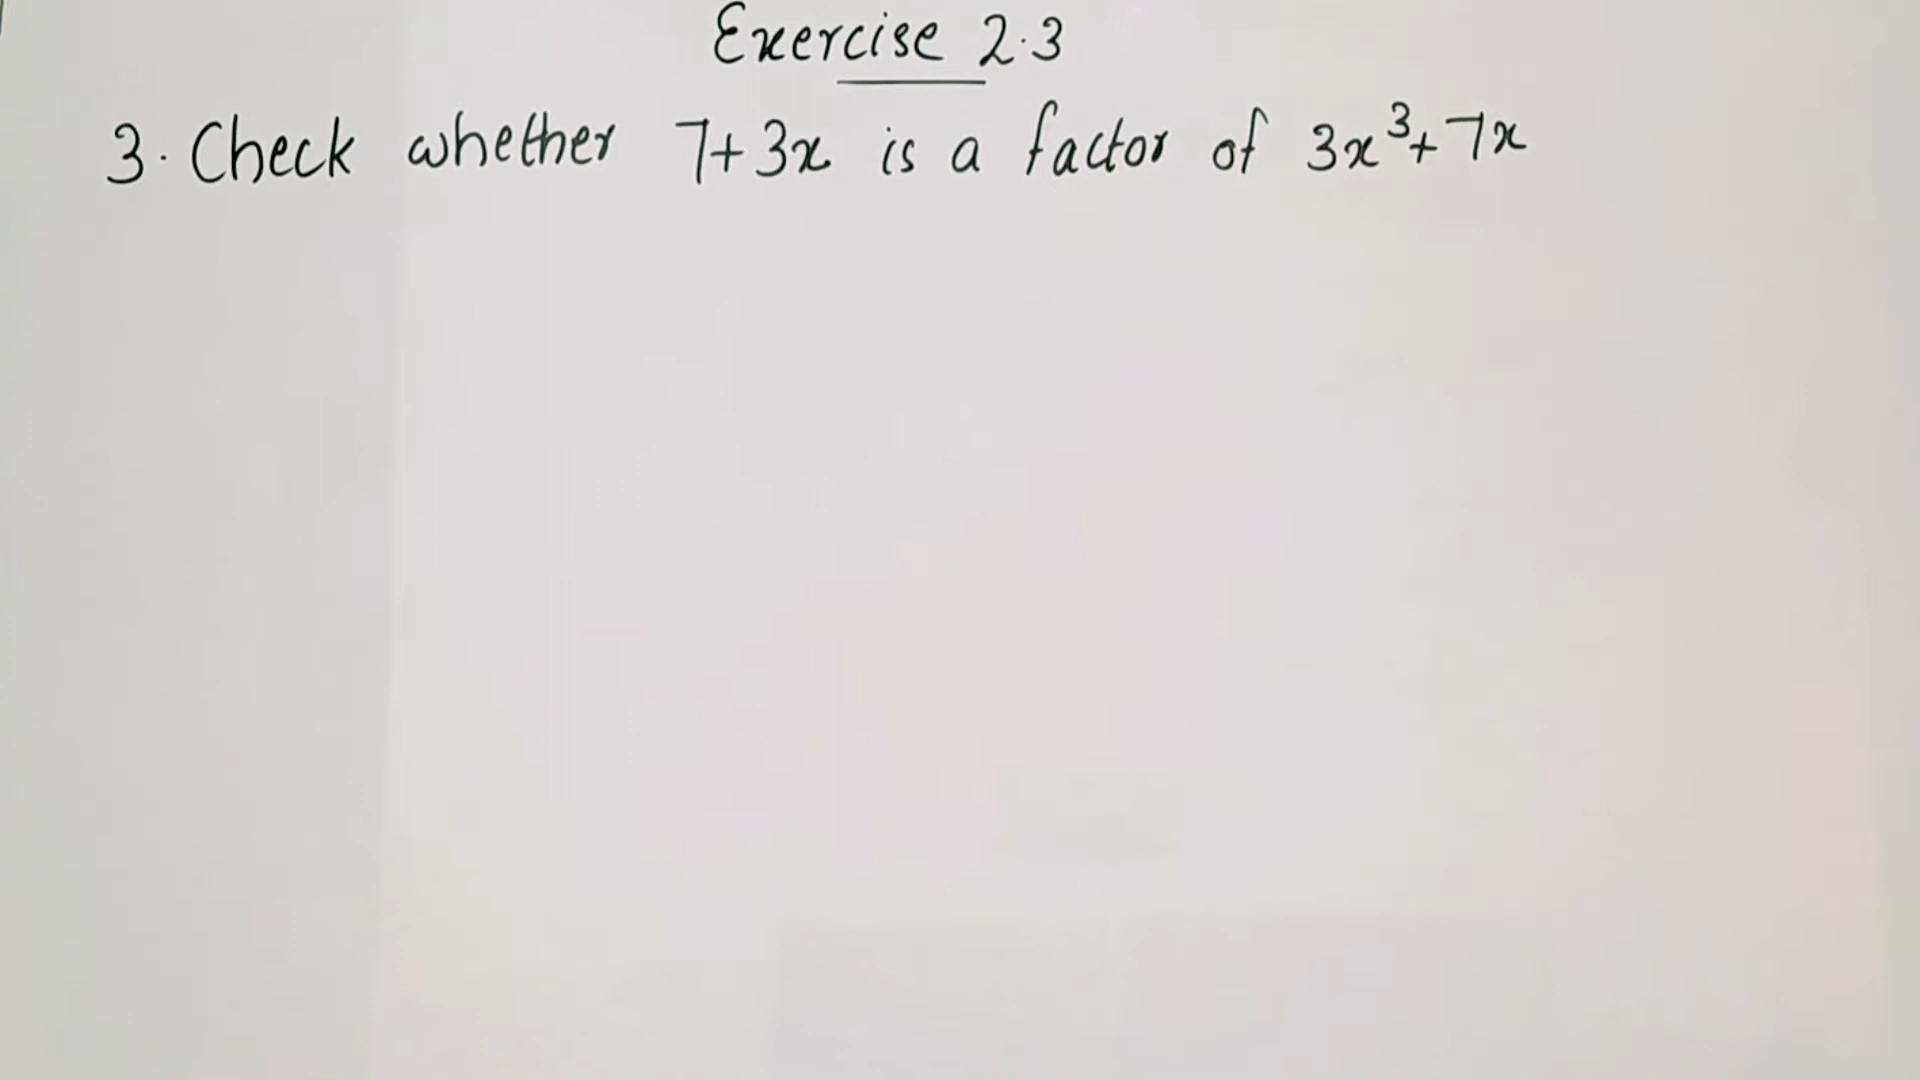 Exercise 2.3
3. Check whether 7+3x is a factor of 3x³+7x